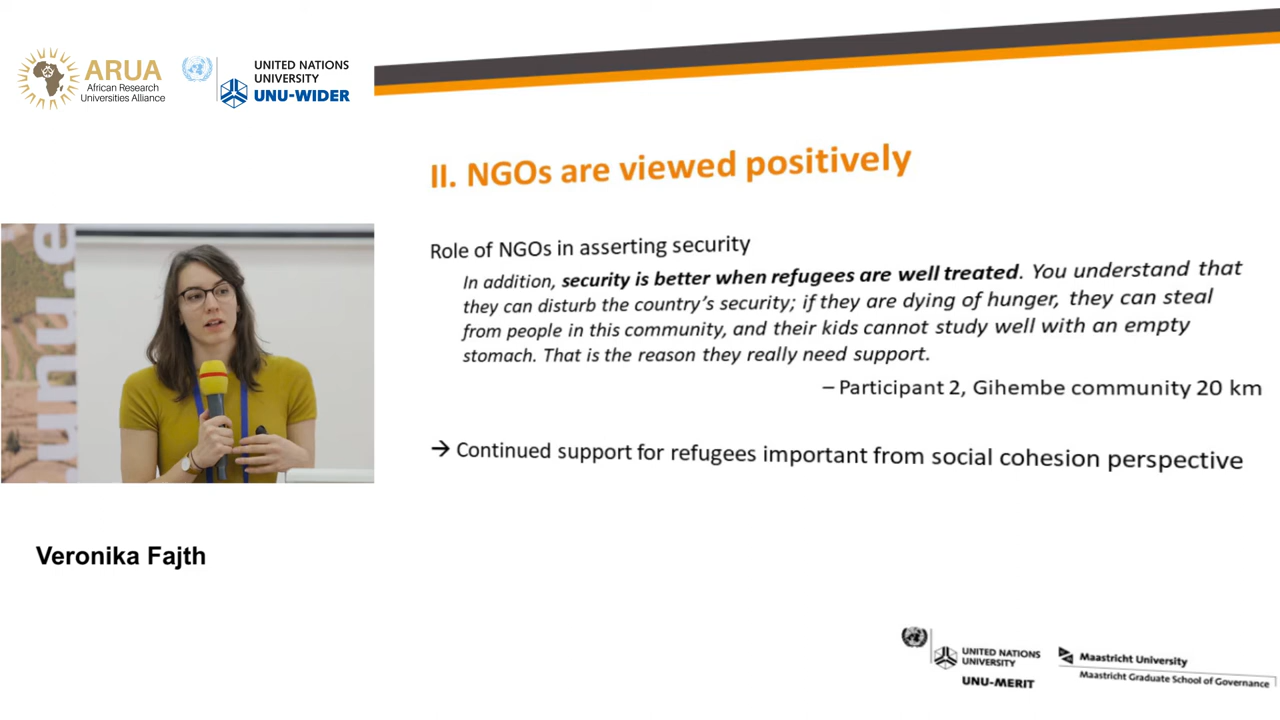 ARUA
African Research
Universities Alliance
UNITED NATIONS
UNIVERSITY
UNU-WIDER
II. NGOs are viewed positively
Role of NGOs in asserting security
In addition, security is better when refugees are well treated. You understand that
they can disturb the country’s security; if they are dying of hunger, they can steal
from people in this community, and their kids cannot study well with an empty
stomach. That is the reason they really need support.
– Participant 2, Gihembe community 20 km
→ Continued support for refugees important from social cohesion perspective
unu.e
Veronika Fajth
UNITED NATIONS
UNIVERSITY
UNU-MERIT
Maastricht University
Maastricht Graduate School of Governance